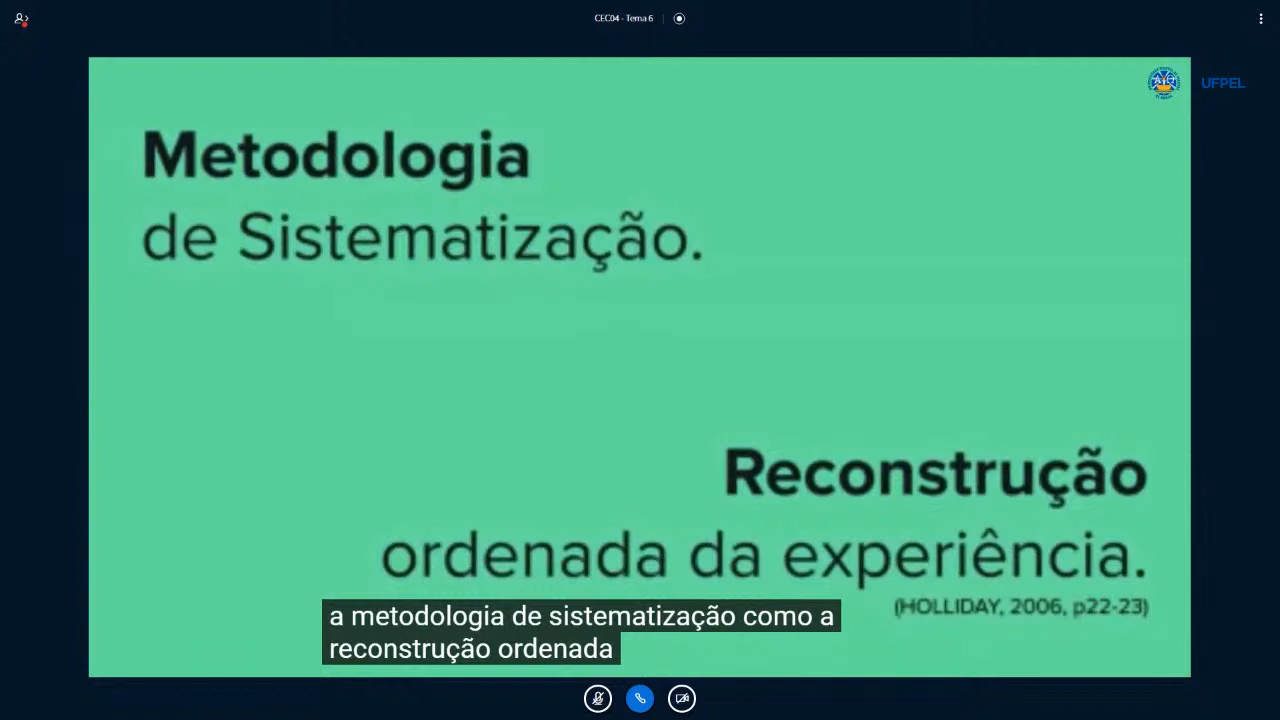 CEC04 - Tema 6
UFPEL
Metodologia
de Sistematização.
Reconstrução
ordenada da experiência.
(HOLLIDAY, 2006, p22-23)
a metodologia de sistematização como a
reconstrução ordenada